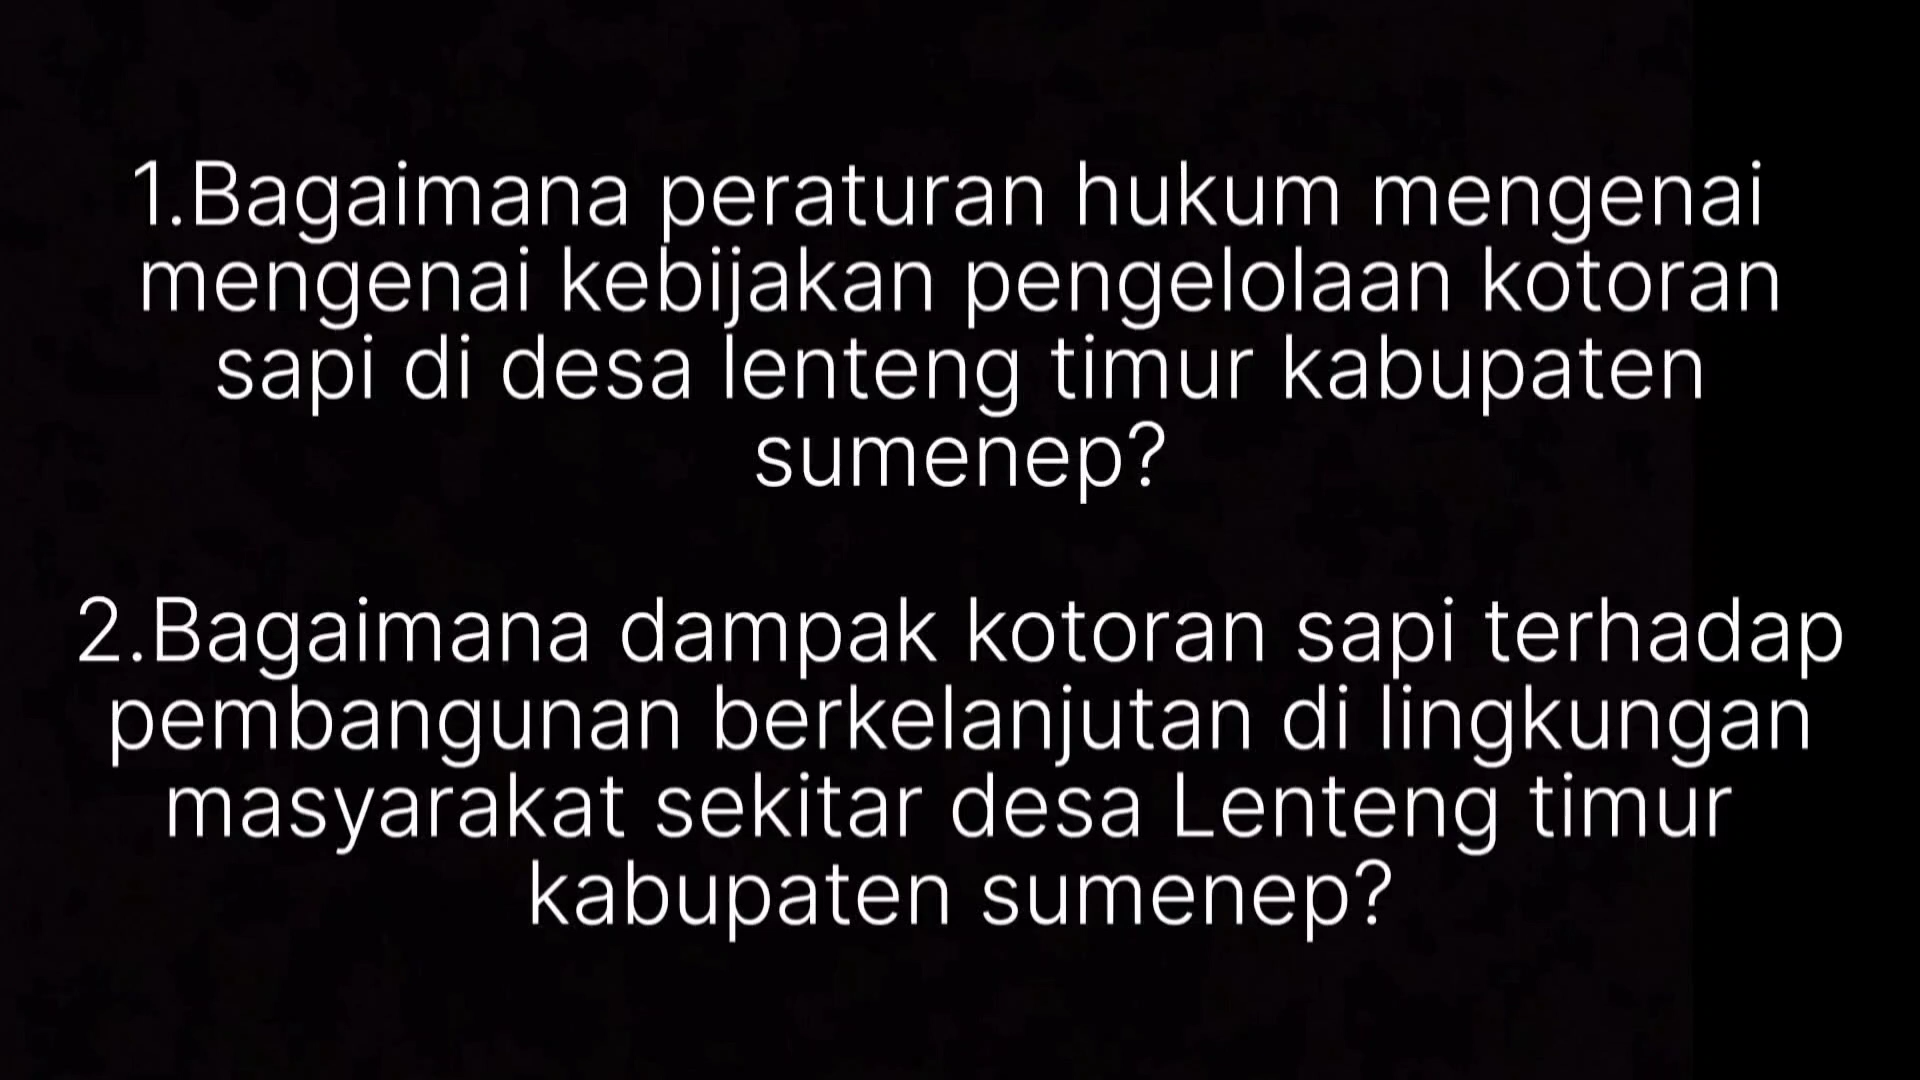 1.Bagaimana peraturan hukum mengenai
mengenai kebijakan pengelolaan kotoran
sapi di desa lenteng timur kabupaten
sumenep?
2.Bagaimana dampak kotoran sapi terhadap
pembangunan berkelanjutan di lingkungan
masyarakat sekitar desa Lenteng timur
kabupaten sumenep?